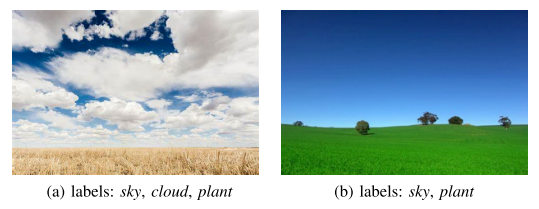 (a) labels: sky, cloud, plant
(b) labels: sky, plant